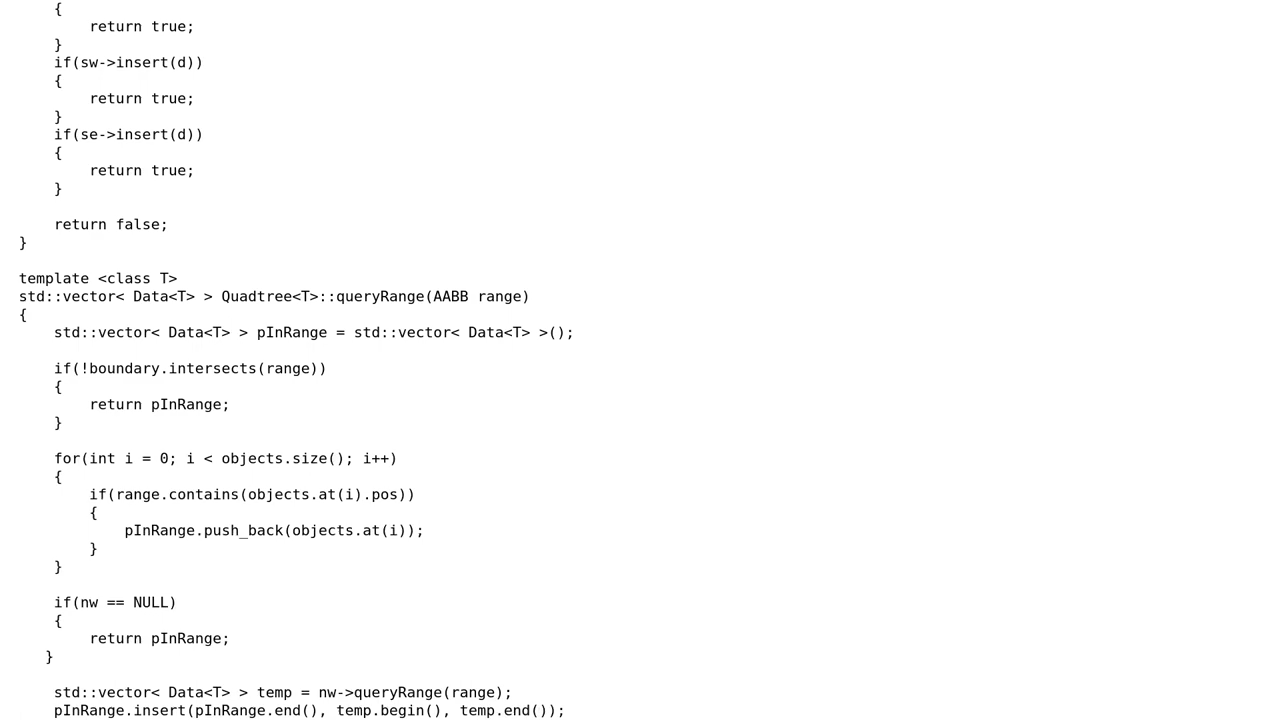 {
return true;
}
if(sw->insert(d))
{
return true;
}
if(se->insert(d))
{
return true;
}
return false;
}
template <class T>
std::vector< Data<T> > Quadtree<T>::queryRange(AABB range)
{
std::vector< Data<T> > pInRange = std::vector< Data<T> >();
if(!boundary.intersects(range))
{
return pInRange;
}
for(int i = 0; i < objects.size(); i++)
{
if(range.contains(objects.at(i).pos))
{
pInRange.push_back(objects.at(i));
}
}
if(nw == NULL)
{
return pInRange;
}
std::vector< Data<T> > temp = nw->queryRange(range);
pInRange.insert(pInRange.end(), temp.begin(), temp.end());